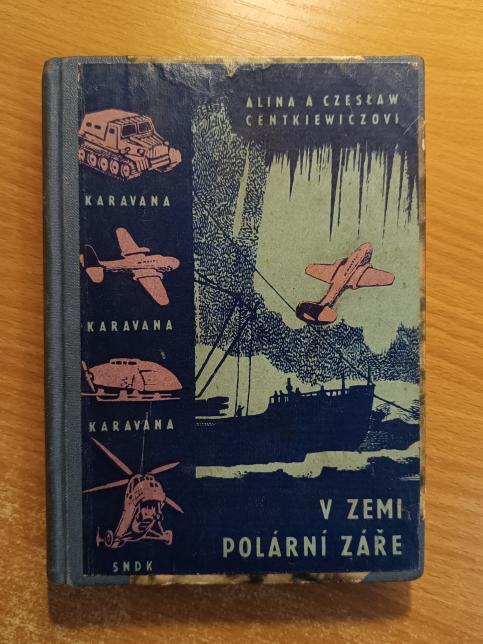 ALINA A CZESŁAW
CENTKIEWICZOVI
KARAVANA
KARAVANA
KARAVANA
SNDK
V ZEMI
POLÁRNÍ ZÁŘE